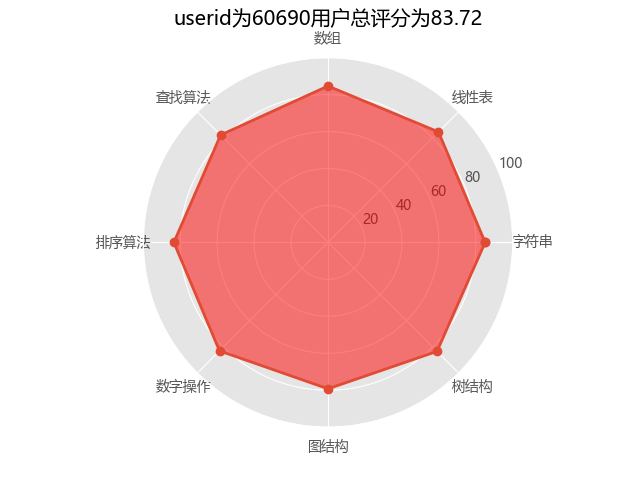 userid为60690用户总评分为83.72
数组
查找算法
线性表
100
80
60
40
20
排序算法
字符串
数字操作
树结构
图结构